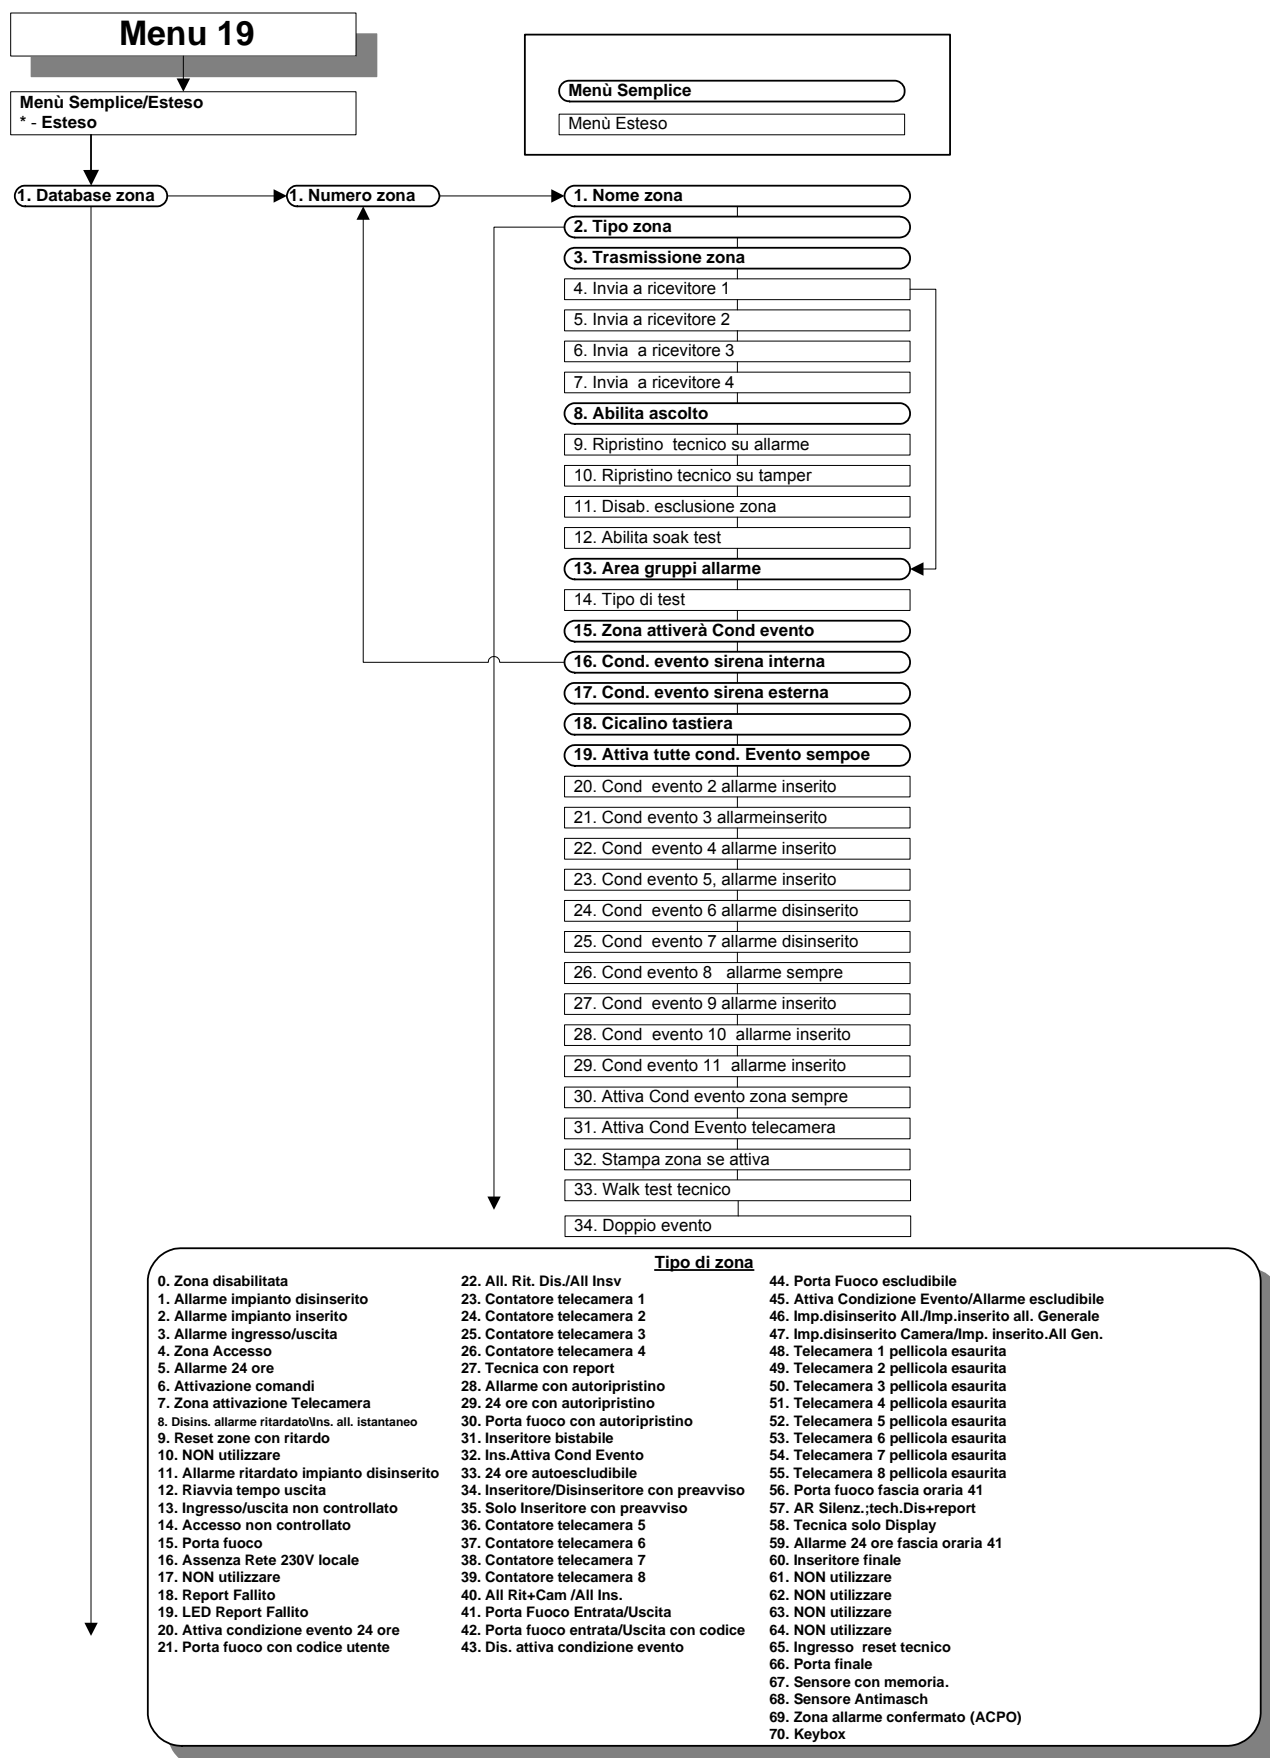 Menu 19
Menù Semplice/Esteso
* - Esteso
Menù Semplice
Menù Esteso
1. Database zona
1. Numero zona
1. Nome zona
2. Tipo zona
3. Trasmissione zona
4. Invia a ricevitore 1
5. Invia a ricevitore 2
6. Invia  a ricevitore 3
7. Invia  a ricevitore 4
8. Abilita ascolto
9. Ripristino  tecnico su allarme
10. Ripristino tecnico su tamper
11. Disab. esclusione zona
12. Abilita soak test
13. Area gruppi allarme
14. Tipo di test
15. Zona attiverà Cond evento
16. Cond. evento sirena interna
17. Cond. evento sirena esterna
18. Cicalino tastiera
19. Attiva tutte cond. Evento sempoe
20. Cond  evento 2 allarme inserito
21. Cond evento 3 allarmeinserito
22. Cond  evento 4 allarme inserito
23. Cond evento 5, allarme inserito
24. Cond  evento 6 allarme disinserito
25. Cond  evento 7 allarme disinserito
26. Cond evento 8   allarme sempre
27. Cond  evento 9 allarme inserito
28. Cond  evento 10  allarme inserito
29. Cond evento 11  allarme inserito
30. Attiva Cond evento zona sempre
31. Attiva Cond Evento telecamera
32. Stampa zona se attiva
33. Walk test tecnico
34. Doppio evento
Tipo di zona
0. Zona disabilitata
1. Allarme impianto disinserito
2. Allarme impianto inserito
3. Allarme ingresso/uscita
4. Zona Accesso
5. Allarme 24 ore
6. Attivazione comandi
7. Zona attivazione Telecamera
8. Disins. allarme ritardato\Ins. all. istantaneo
9. Reset zone con ritardo
10. NON utilizzare
11. Allarme ritardato impianto disinserito
12. Riavvia tempo uscita
13. Ingresso/uscita non controllato
14. Accesso non controllato
15. Porta fuoco
16. Assenza Rete 230V locale
17. NON utilizzare
18. Report Fallito
19. LED Report Fallito
20. Attiva condizione evento 24 ore
21. Porta fuoco con codice utente
22. All. Rit. Dis./All Insv
23. Contatore telecamera 1
24. Contatore telecamera 2
25. Contatore telecamera 3
26. Contatore telecamera 4
27. Tecnica con report
28. Allarme con autoripristino
29. 24 ore con autoripristino
30. Porta fuoco con autoripristino
31. Inseritore bistabile
32. Ins.Attiva Cond Evento
33. 24 ore autoescludibile
34. Inseritore/Disinseritore con preavviso
35. Solo Inseritore con preavviso
36. Contatore telecamera 5
37. Contatore telecamera 6
38. Contatore telecamera 7
39. Contatore telecamera 8
40. All Rit+Cam /All Ins.
41. Porta Fuoco Entrata/Uscita
42. Porta fuoco entrata/Uscita con codice
43. Dis. attiva condizione evento
44. Porta Fuoco escludibile
45. Attiva Condizione Evento/Allarme escludibile
46. Imp.disinserito All./Imp.inserito all. Generale
47. Imp.disinserito Camera/Imp. inserito.All Gen.
48. Telecamera 1 pellicola esaurita
49. Telecamera 2 pellicola esaurita
50. Telecamera 3 pellicola esaurita
51. Telecamera 4 pellicola esaurita
52. Telecamera 5 pellicola esaurita
53. Telecamera 6 pellicola esaurita
54. Telecamera 7 pellicola esaurita
55. Telecamera 8 pellicola esaurita
56. Porta fuoco fascia oraria 41
57. AR Silenz.;tech.Dis+report
58. Tecnica solo Display
59. Allarme 24 ore fascia oraria 41
60. Inseritore finale
61. NON utilizzare
62. NON utilizzare
63. NON utilizzare
64. NON utilizzare
65. Ingresso  reset tecnico
66. Porta finale
67. Sensore con memoria.
68. Sensore Antimasch
69. Zona allarme confermato (ACPO)
70. Keybox